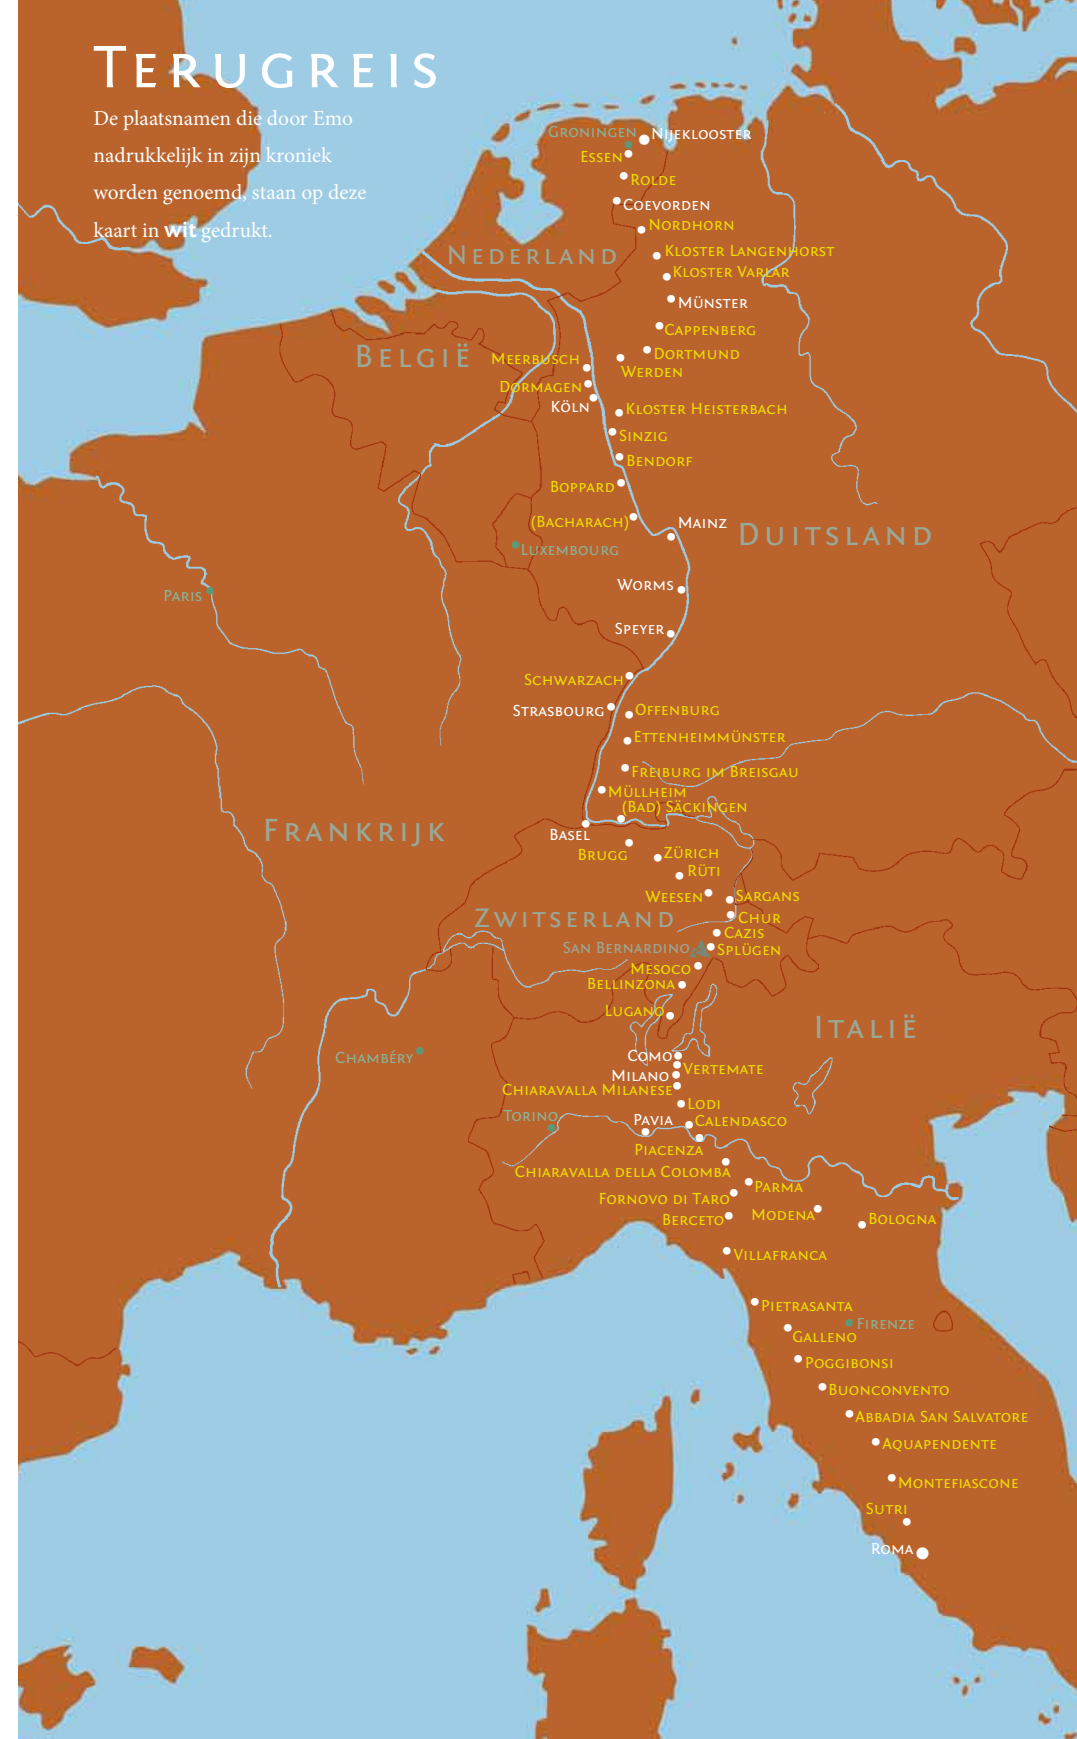 Terugreis
De plaatsnamen die door Emo
nadrukkelijk in zijn kroniek
worden genoemd, staan op deze
kaart in wit gedrukt.
Groningen
Nijeklooster
Essen
Rolde
Coevorden
Nordhorn
Nederland
Kloster Langenhorst
Kloster Varlar
Münster
Cappenberg
België
Meerbusch
Dortmund
Werden
Dormagen
Köln
Kloster Heisterbach
Sinzig
Bendorf
Boppard
(Bacharach)
Mainz
Duitsland
Luxembourg
Worms
Paris
Speyer
Schwarzach
Strasbourg
Offenburg
Ettenheimmünster
Freiburg im Breisgau
Müllheim
(Bad) Säckingen
Frankrijk
Basel
Brugg
Zürich
Rüti
Weesen
Sargans
Zwitserland
Chur
Cazis
San Bernardino
Splügen
Mesoco
Bellinzona
Lugano
Italië
Como
Chambéry
Vertemate
Milano
Chiaravalla Milanese
Lodi
Torino
Pavia
Calendasco
Piacenza
Chiaravalla della Colomba
Parma
Fornovo di Taro
Modena
Berceto
Bologna
Villafranca
Pietrasanta
Firenze
Galleno
Poggibonsi
Buonconvento
Abbadia San Salvatore
Aquapendente
Montefiascone
Sutri
Roma